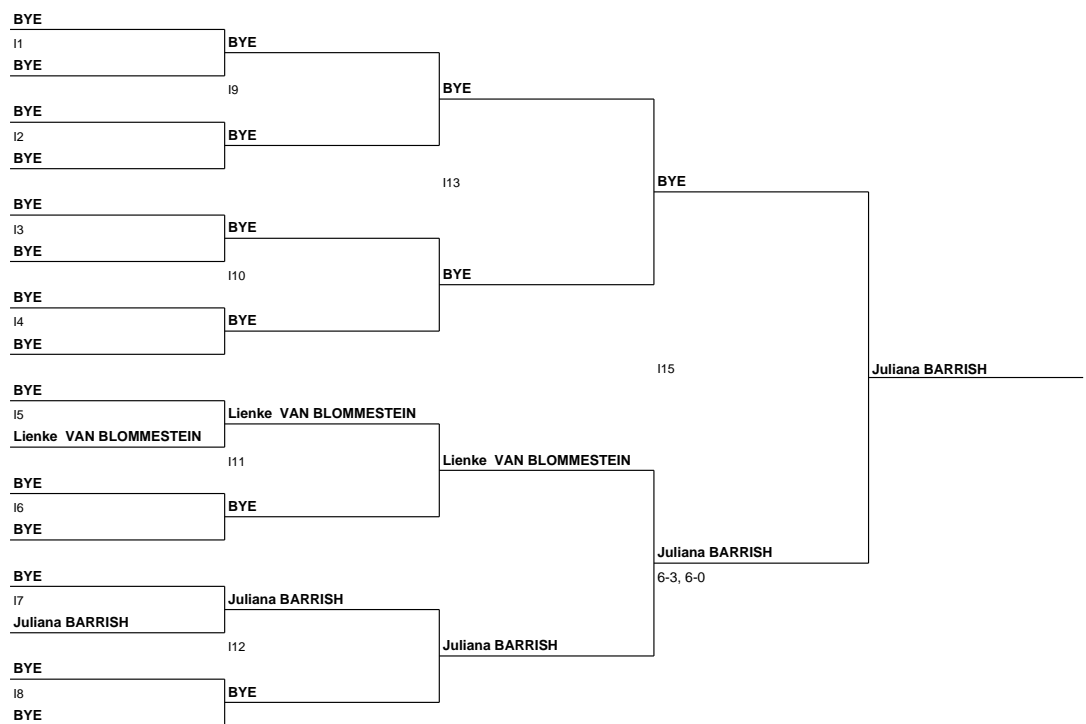 BYE
I1
BYE
BYE
I9
BYE
BYE
I2
BYE
BYE
I13
BYE
BYE
I3
BYE
BYE
I10
BYE
BYE
I4
BYE
BYE
I15
Juliana BARRISH
BYE
I5
Lienke VAN BLOMMESTEIN
Lienke VAN BLOMMESTEIN
I11
Lienke VAN BLOMMESTEIN
BYE
I6
BYE
BYE
Juliana BARRISH
6-3, 6-0
BYE
I7
Juliana BARRISH
Juliana BARRISH
I12
Juliana BARRISH
BYE
I8
BYE
BYE